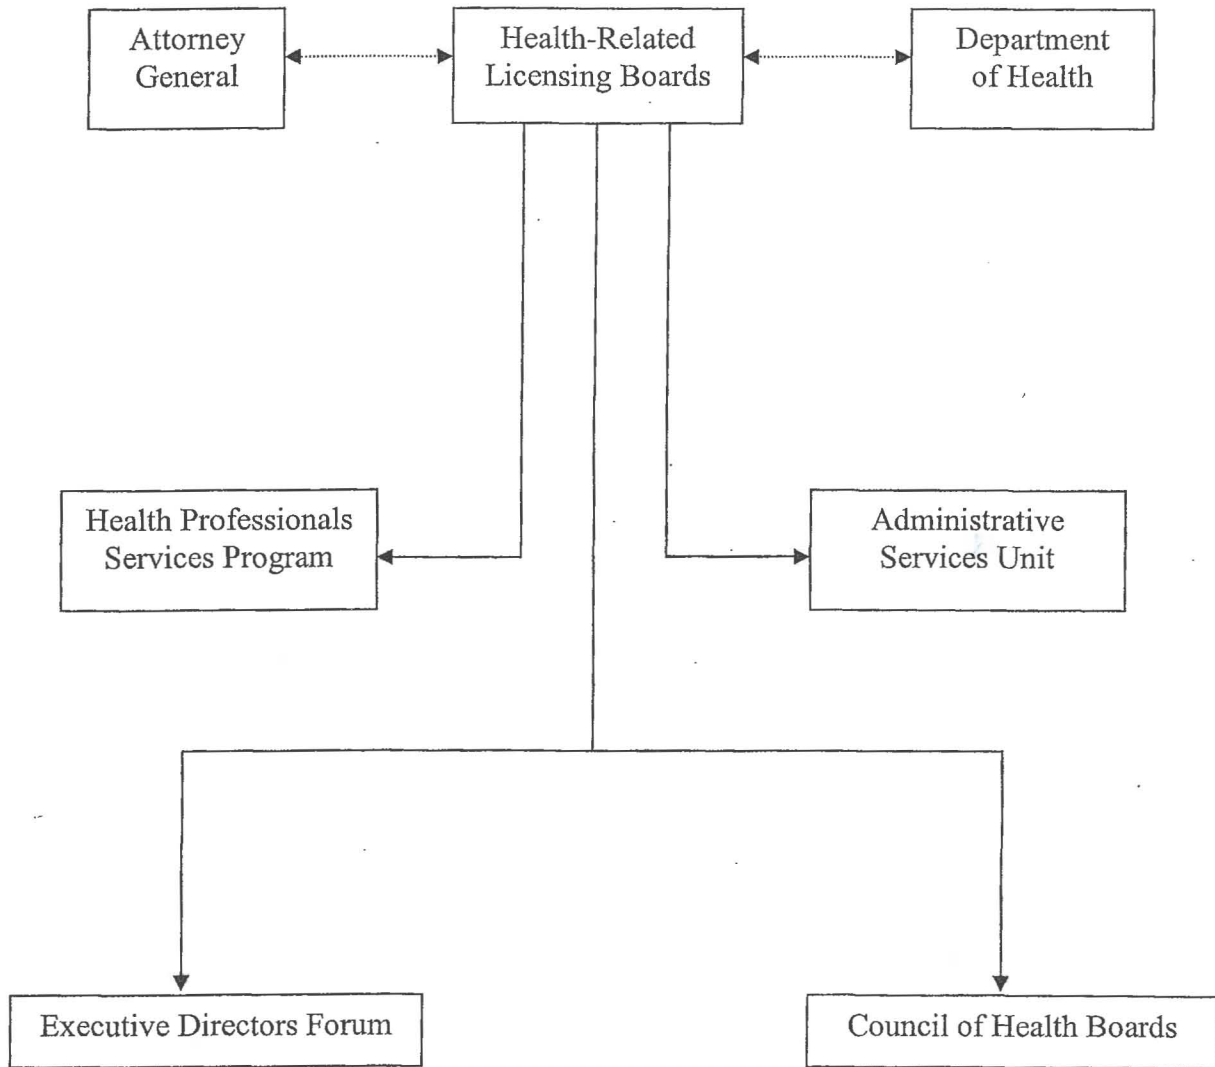 Attorney
General
Health-Related
Licensing Boards
Department
of Health
Health Professionals
Services Program
Administrative
Services Unit
Executive Directors Forum
Council of Health Boards